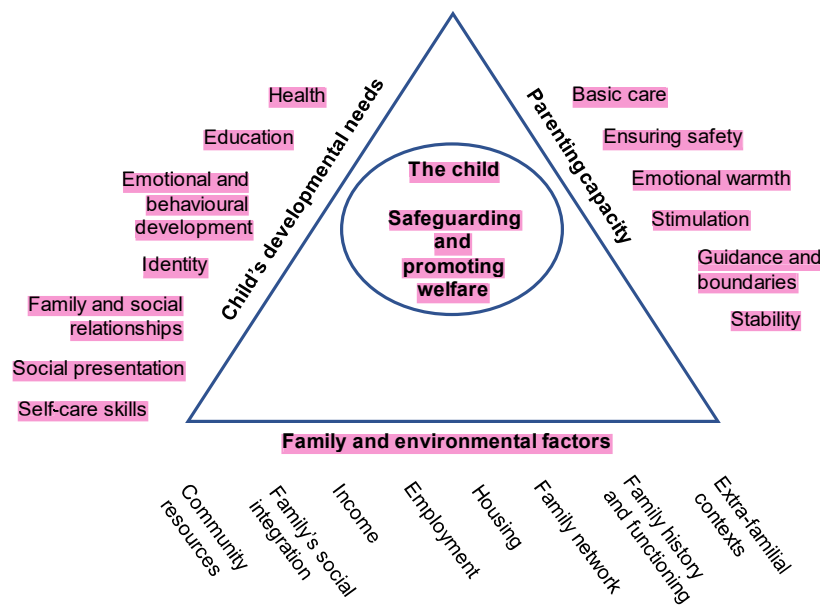 Health
Education
Emotional and
behavioural
development
Identity
Family and social
relationships
Social presentation
Self-care skills
Child's developmental needs
The child
Safeguarding
and
promoting
welfare
Parenting capacity
Basic care
Ensuring safety
Emotional warmth
Stimulation
Guidance and
boundaries
Stability
Family and environmental factors
Community
resources
Family's social
integration
Income
Employment
Housing
Family network
Family history
and functioning
Extra-familial
contexts